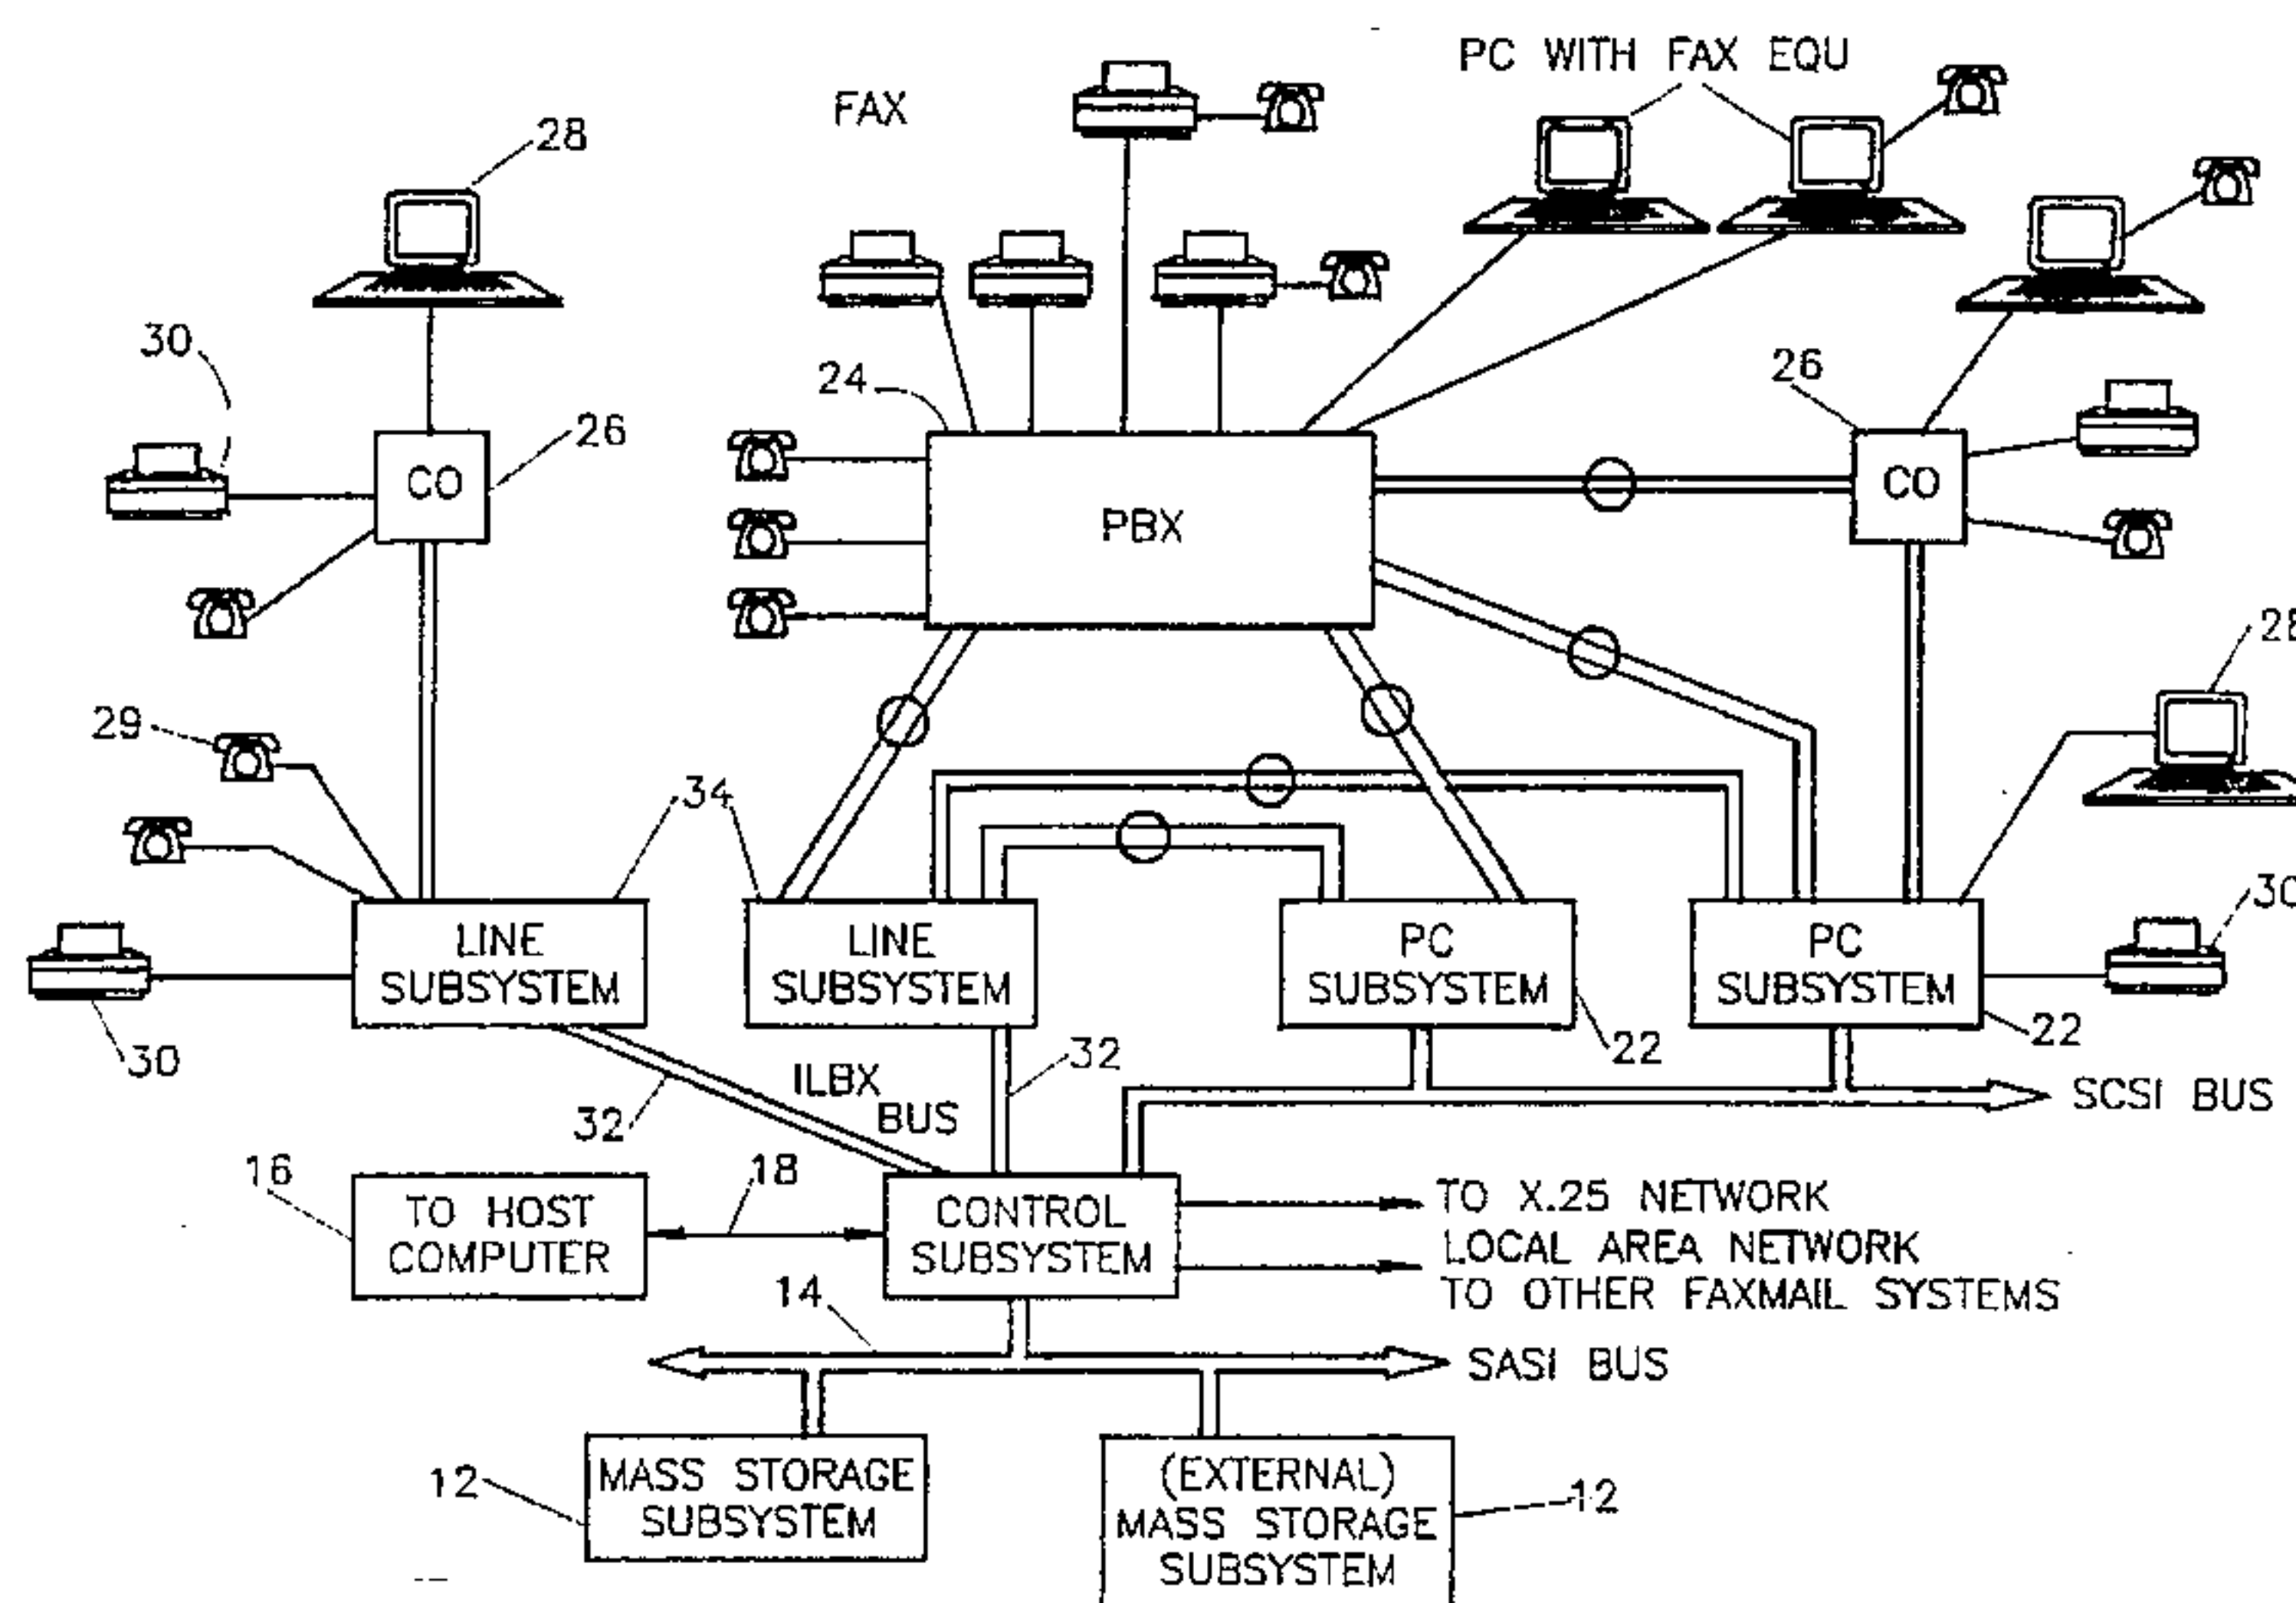 PC WITH FAX EQU
FAX
28
30
24
26
26
CO
PBX
CO
28
29
34
30
LINE
SUBSYSTEM
LINE
SUBSYSTEM
PC
SUBSYSTEM
PC
SUBSYSTEM
30
32
ILBX
BUS
32
22
22
SCSI BUS
16
TO HOST
COMPUTER
18
CONTROL
SUBSYSTEM
TO X.25 NETWORK
LOCAL AREA NETWORK
TO OTHER FAXMAIL SYSTEMS
14
SASI BUS
12
MASS STORAGE
SUBSYSTEM
(EXTERNAL)
MASS STORAGE
SUBSYSTEM
12